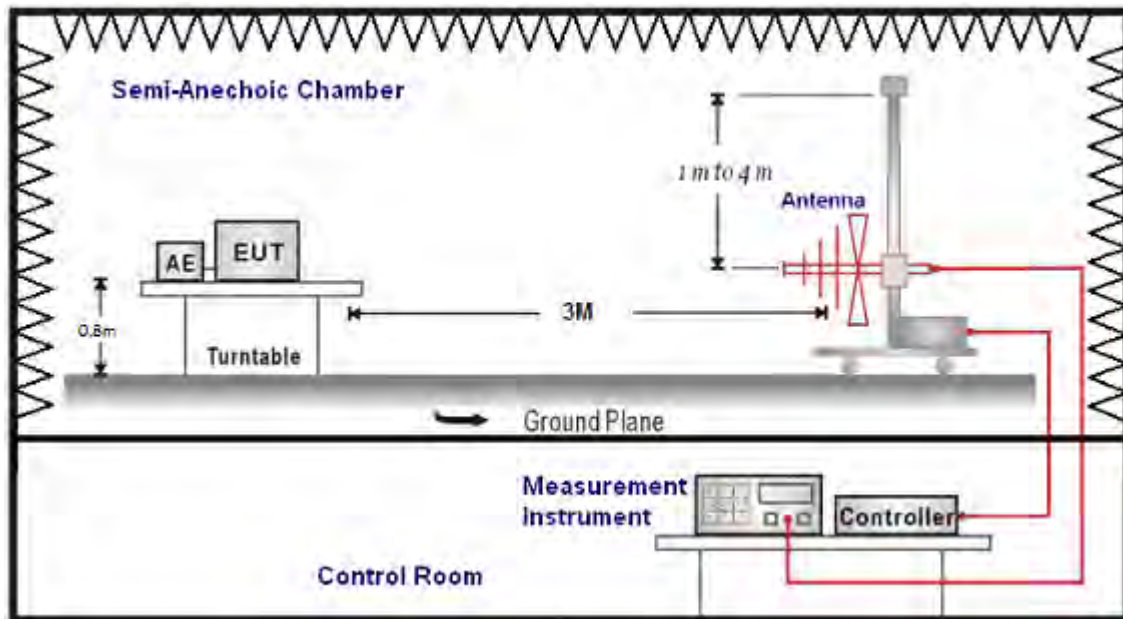 Semi-Anechoic Chamber
1 m to 4 m
Antenna
AE
EUT
0.8m
3M
Turntable
Ground Plane
Measurement
Instrument
Controller
Control Room